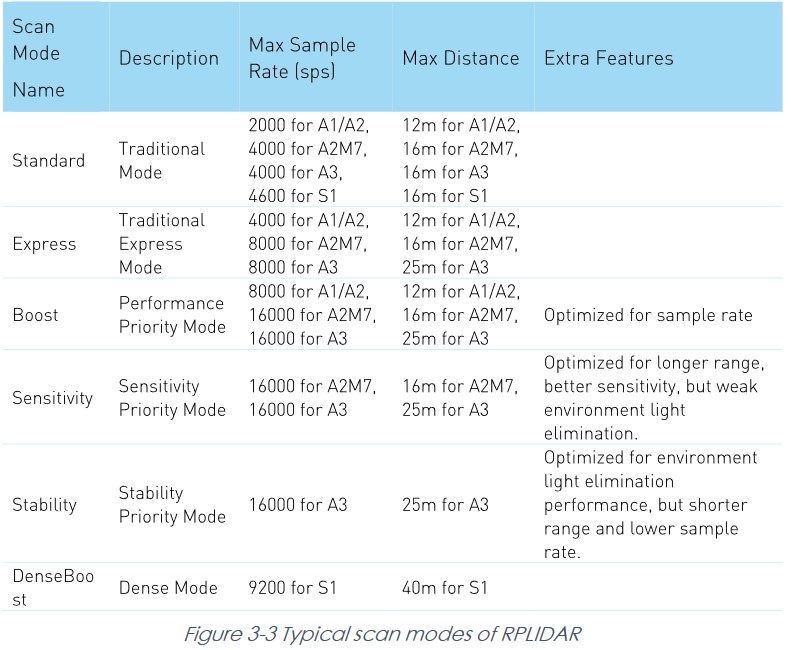 Scan
Mode
Name
Description
Max Sample
Rate (sps)
Max Distance
Extra Features
Standard
Traditional
Mode
2000 for A1/A2,
4000 for A2M7,
4000 for A3,
4600 for S1
12m for A1/A2,
16m for A2M7,
16m for A3
16m for S1
Express
Traditional
Express
Mode
4000 for A1/A2,
8000 for A2M7,
8000 for A3
12m for A1/A2,
16m for A2M7,
25m for A3
Boost
Performance
Priority Mode
8000 for A1/A2,
16000 for A2M7,
16000 for A3
12m for A1/A2,
16m for A2M7,
25m for A3
Optimized for sample rate
Sensitivity
Sensitivity
Priority Mode
16000 for A2M7,
16000 for A3
16m for A2M7,
25m for A3
Optimized for longer range,
better sensitivity, but weak
environment light
elimination.
Stability
Stability
Priority Mode
16000 for A3
25m for A3
Optimized for environment
light elimination
performance, but shorter
range and lower sample
rate.
DenseBoo
st
Dense Mode
9200 for S1
40m for S1
Figure 3-3 Typical scan modes of RPLIDAR